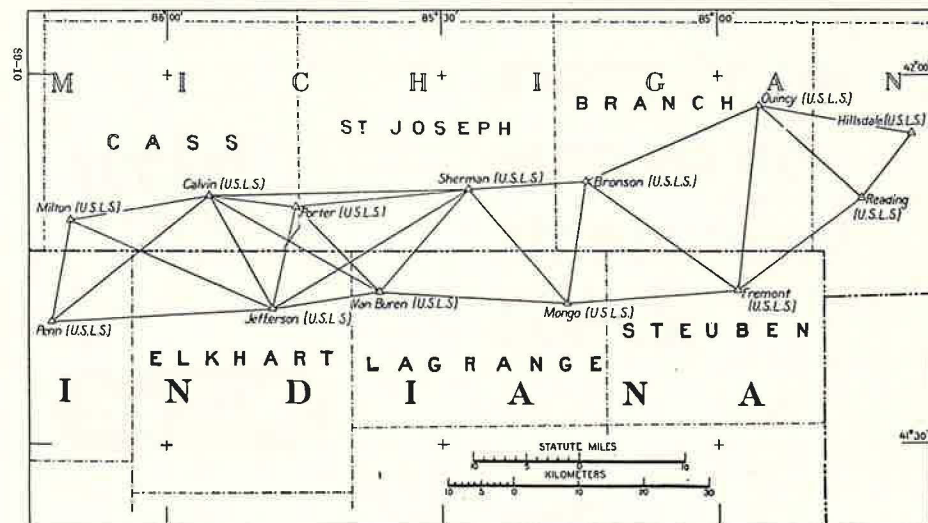 86°00' 85°30' 85°00'
68-10
42°00'
M I C H I G A N
BRANCH
Quincy (U.S.L.S.)
Hillsdale (U.S.L.S.)
ST JOSEPH
CASS
Sherman (U.S.L.S.)
Calvin (U.S.L.S.)
Bronson (U.S.L.S.)
Reading
(U.S.L.S.)
Milton (U.S.L.S.)
Porter (U.S.L.S.)
Van Buren (U.S.L.S.)
Fremont
(U.S.L.S.)
Mongo (U.S.L.S.)
Jefferson (U.S.L.S.)
Penn (U.S.L.S.)
STEUBEN
ELKHART
LAGRANGE
I N D I A N A
41°30'
STATUTE MILES
10 5 0 10
KILOMETERS
10 5 0 10 20 30